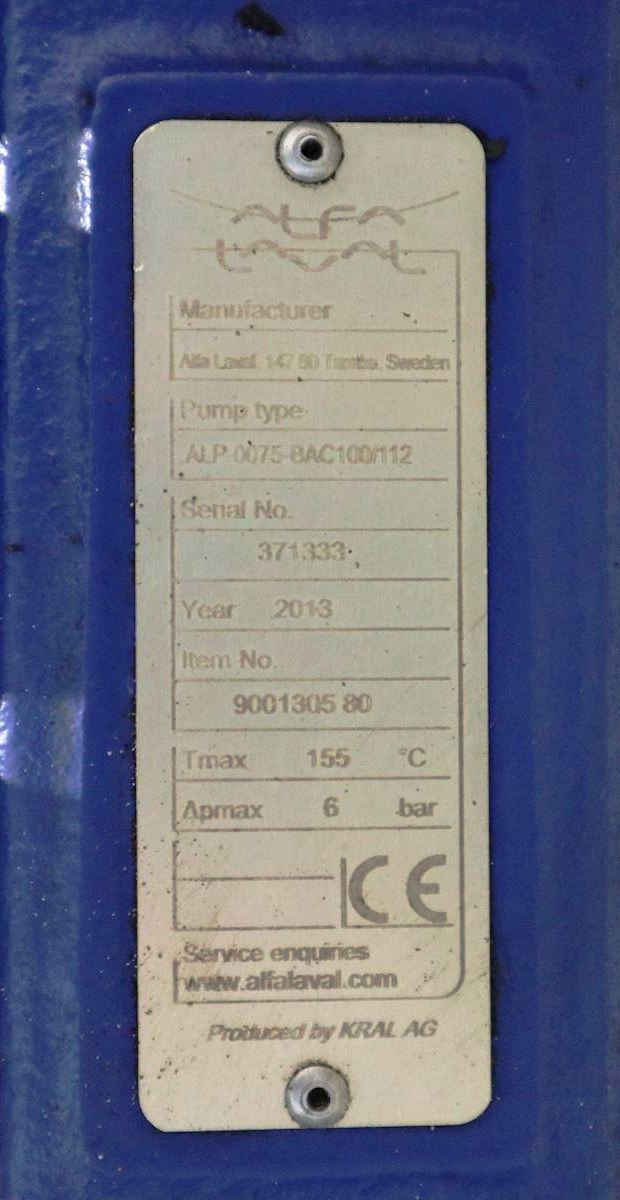 ALFA
LAVAL
Manufacturer
Alfa Laval, 147 80 Tumba, Sweden
Pump type
ALP-0075-BAC100/112
Serial No.
371333
Year 2013
Item No.
9001305 80
Tmax 155 °C
Δpmax 6 bar
CE
Service enquiries
www.alfalaval.com
Produced by KRAL AG